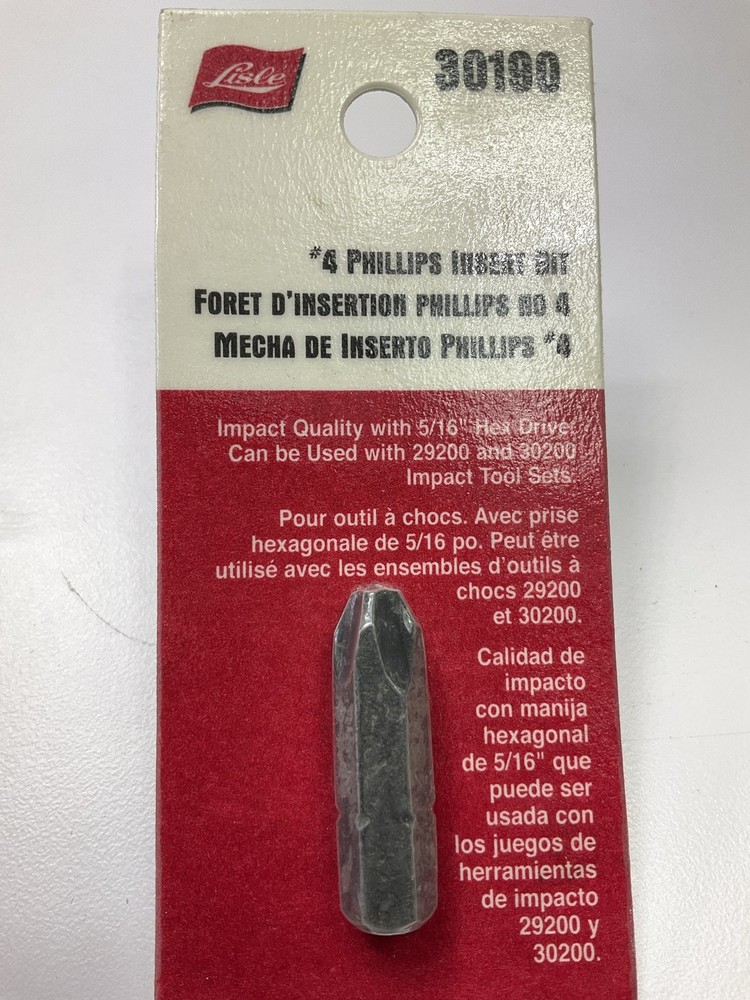 Lisle
30190
#4 PHILLIPS INSERT BIT
FORET D'INSERTION PHILLIPS NO 4
MECHA DE INSERTO PHILLIPS #4
Impact Quality with 5/16" Hex Drive.
Can be Used with 29200 and 30200
Impact Tool Sets.
Pour outil à chocs. Avec prise
hexagonale de 5/16 po. Peut être
utilisé avec les ensembles d'outils à
chocs 29200
et 30200.
Calidad de
impacto
con manija
hexagonal
de 5/16" que
puede ser
usada con
los juegos de
herramientas
de impacto
29200 y
30200.